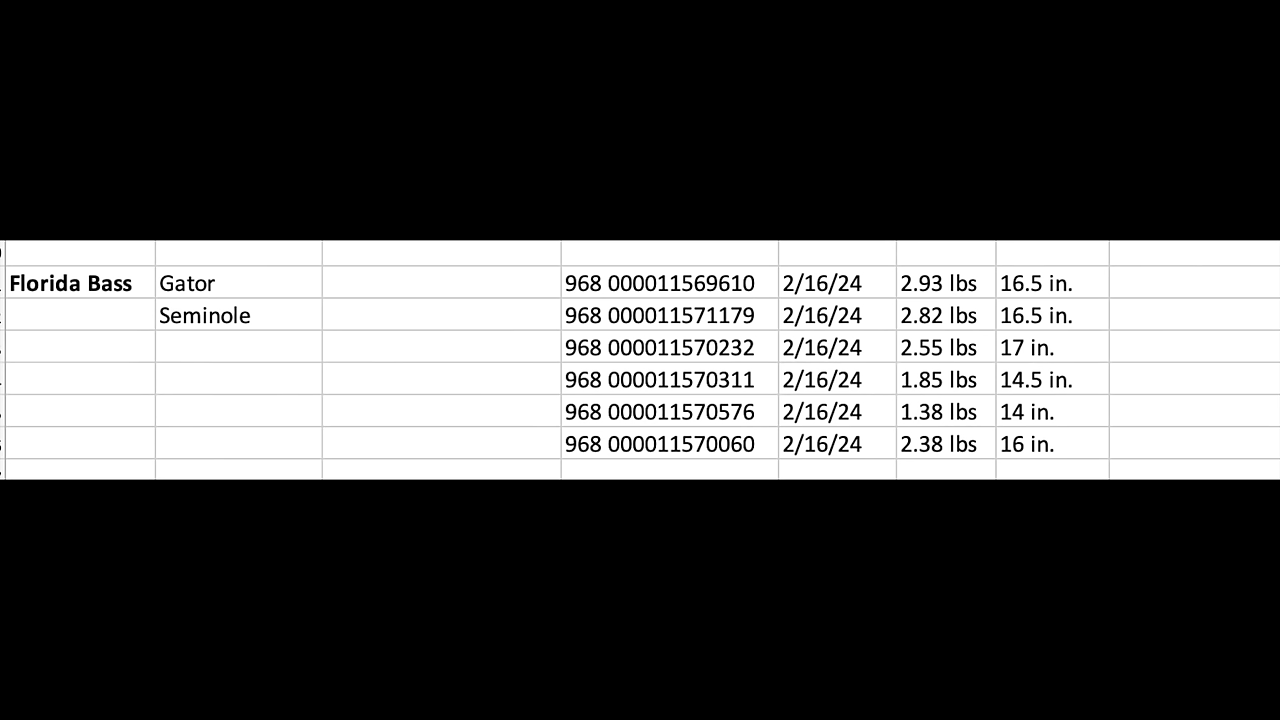 Florida Bass Gator 968 000011569610 2/16/24 2.93 lbs 16.5 in.
Seminole 968 000011571179 2/16/24 2.82 lbs 16.5 in.
968 000011570232 2/16/24 2.55 lbs 17 in.
968 000011570311 2/16/24 1.85 lbs 14.5 in.
968 000011570576 2/16/24 1.38 lbs 14 in.
968 000011570060 2/16/24 2.38 lbs 16 in.